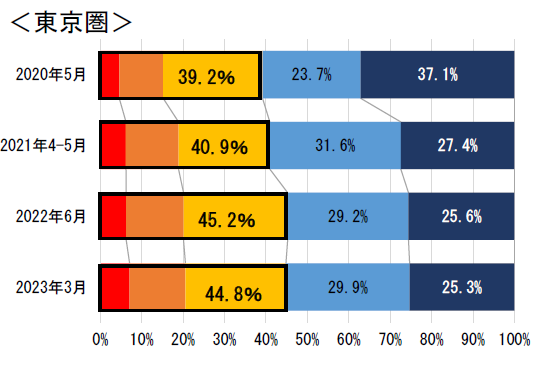 ＜東京圏＞
2020年5月 39.2% 23.7% 37.1%
2021年4-5月 40.9% 31.6% 27.4%
2022年6月 45.2% 29.2% 25.6%
2023年3月 44.8% 29.9% 25.3%
0% 10% 20% 30% 40% 50% 60% 70% 80% 90% 100%